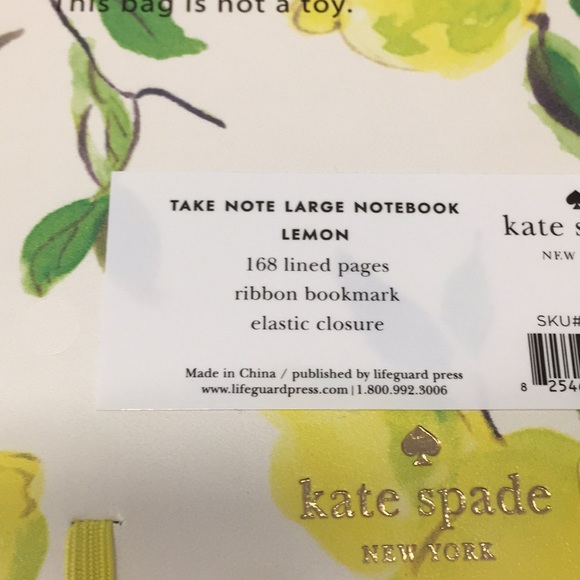 This bag is not a toy.
TAKE NOTE LARGE NOTEBOOK
LEMON
168 lined pages
ribbon bookmark
elastic closure
Made in China / published by lifeguard press
www.lifeguardpress.com | 1.800.992.3006
kate s
NEW
SKU#
8 2540
kate spade
NEW YORK